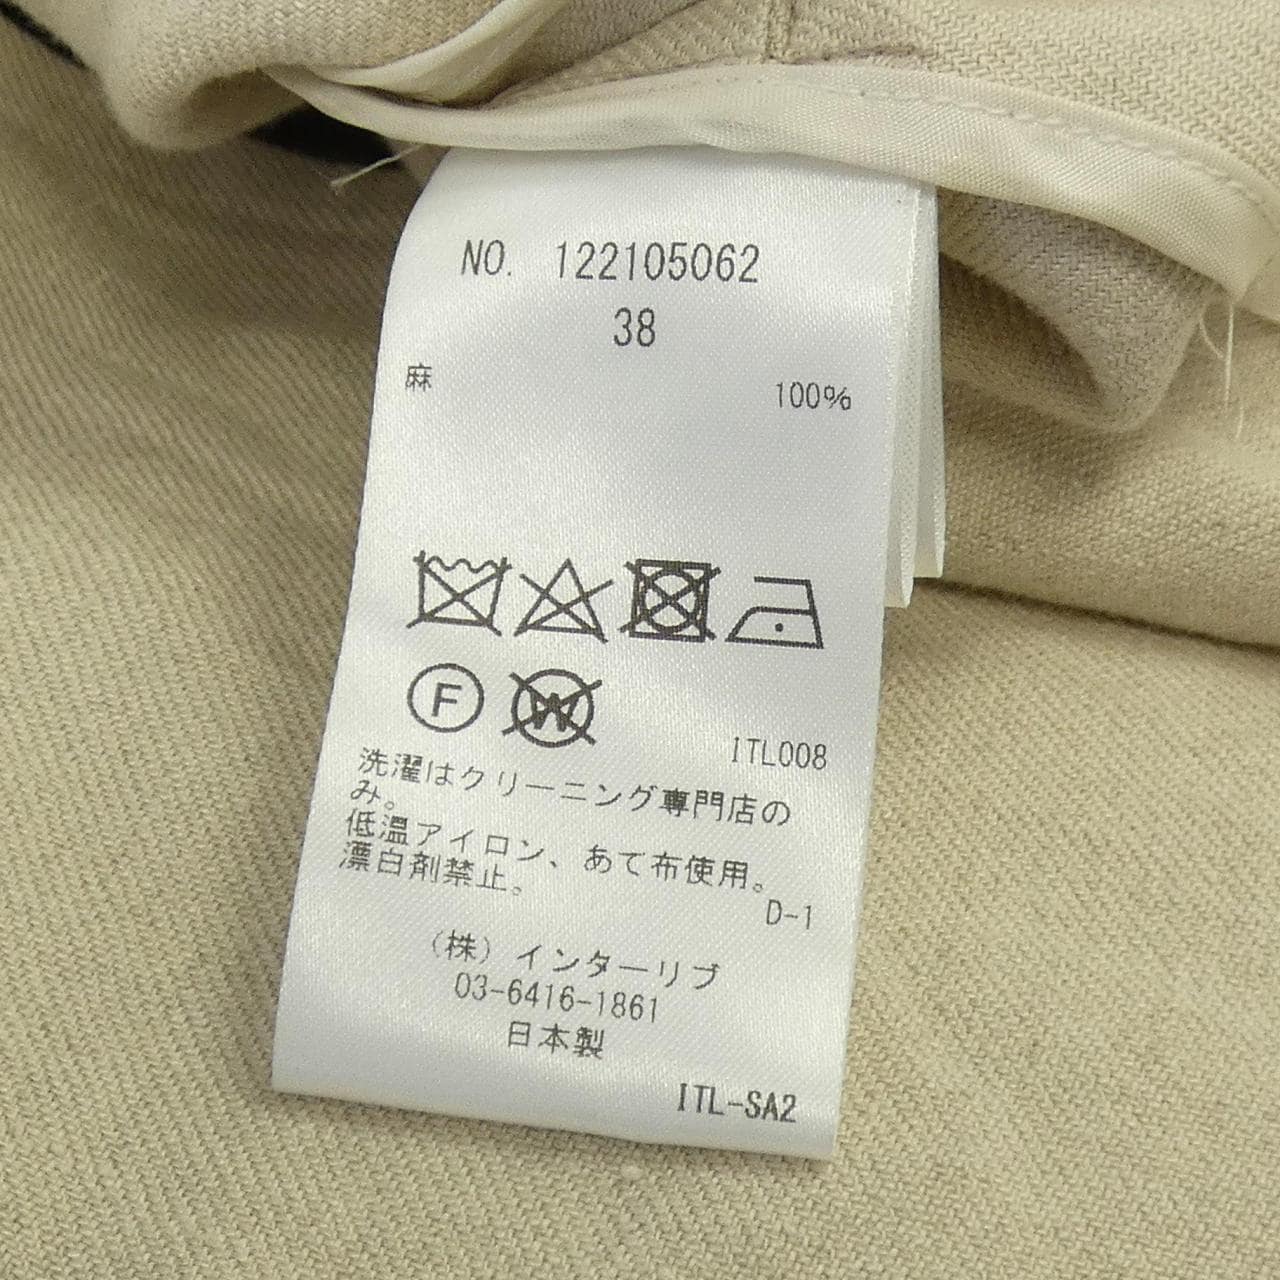 NO. 122105062
38
麻 100%
F W
ITL008
洗濯はクリーニング専門店の
み。
低温アイロン、あて布使用。
漂白剤禁止。
D-1
(株)インターリブ
03-6416-1861
日本製
ITL-SA2